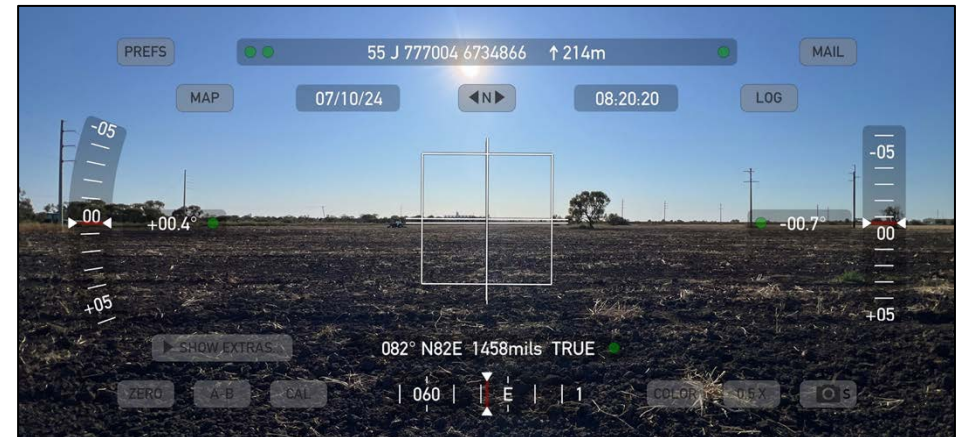 PREFS 55 J 777004 6734866 ↑ 214m MAIL
MAP 07/10/24 ◀N▶ 08:20:20 LOG
-05 -05
00 +00.4° -00.7° 00
+05 +05
082° N82E 1458mils TRUE
▶ SHOW EXTRAS
ZERO A-B CAL | 060 | | E | | 1 COLOR 0.5 X S